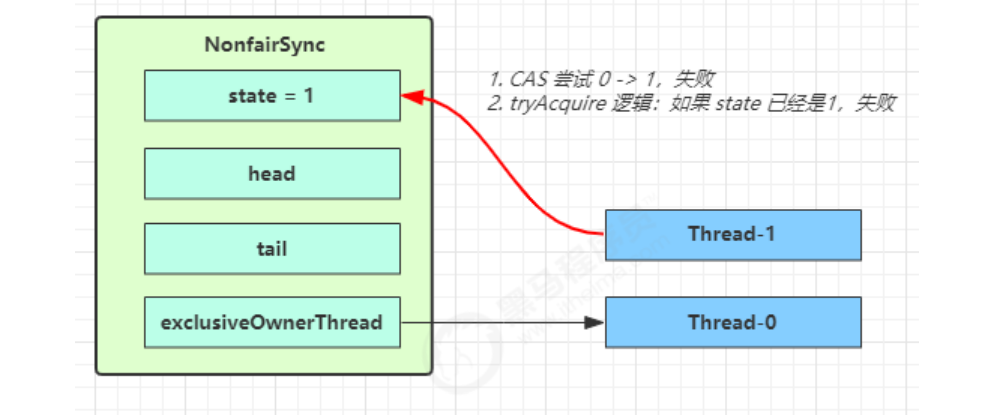 NonfairSync
state = 1
head
tail
exclusiveOwnerThread
1. CAS 尝试 0 -> 1，失败
2. tryAcquire 逻辑：如果 state 已经是1，失败
Thread-1
Thread-0
黑马程序员
www.itheima.com